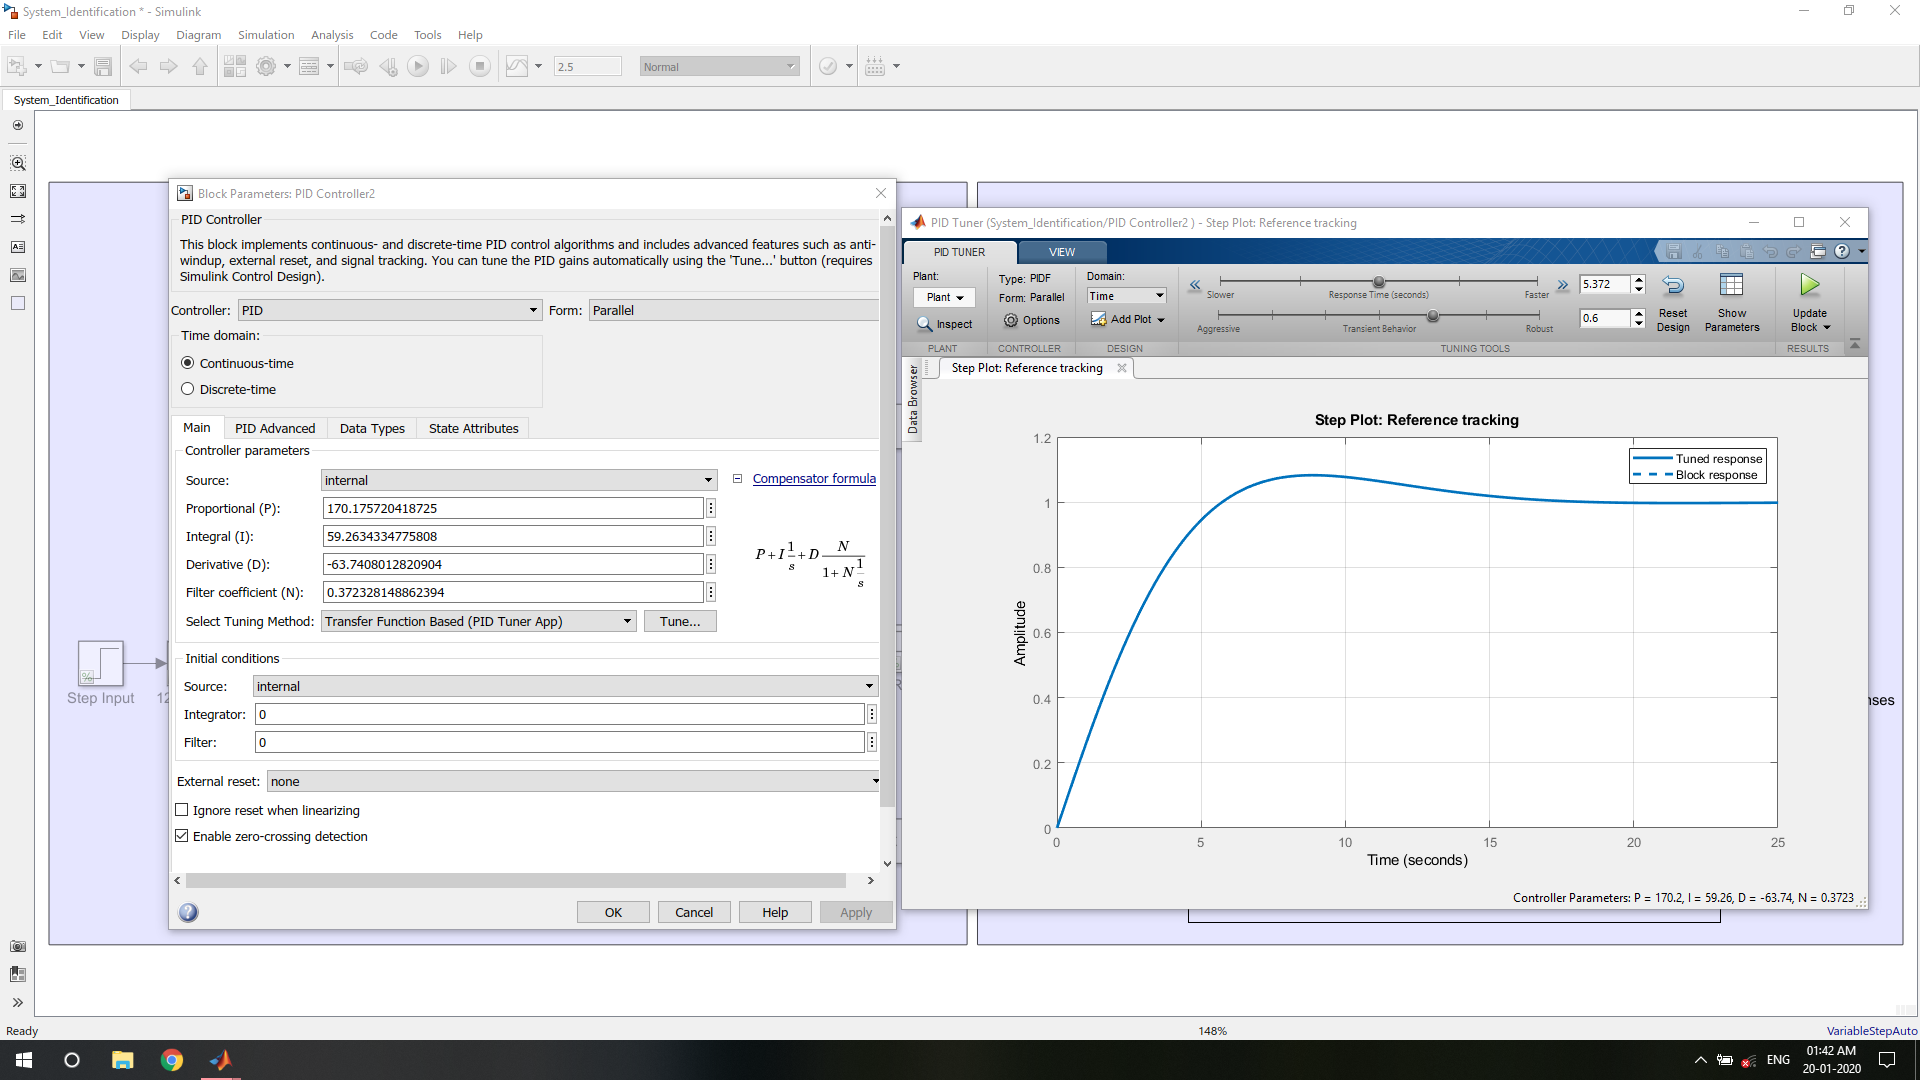 System_Identification * - Simulink
File Edit View Display Diagram Simulation Analysis Code Tools Help
2.5 Normal
System_Identification
Block Parameters: PID Controller2
PID Controller
This block implements continuous- and discrete-time PID control algorithms and includes advanced features such as anti-
windup, external reset, and signal tracking. You can tune the PID gains automatically using the 'Tune...' button (requires
Simulink Control Design).
Controller: PID Form: Parallel
Time domain:
Continuous-time
Discrete-time
Main PID Advanced Data Types State Attributes
Controller parameters
Source: internal Compensator formula
Proportional (P): 170.175720418725
Integral (I): 59.2634334775808
Derivative (D): -63.7408012820904
Filter coefficient (N): 0.372328148862394
P+I 1/s +D N/(1+N 1/s)
Select Tuning Method: Transfer Function Based (PID Tuner App) Tune...
Initial conditions
Source: internal
Integrator: 0
Filter: 0
External reset: none
Ignore reset when linearizing
Enable zero-crossing detection
OK Cancel Help Apply
Step Input
12
PID Tuner (System_Identification/PID Controller2 ) - Step Plot: Reference tracking
PID TUNER VIEW
Plant:
Plant
Inspect
PLANT
Type: PIDF
Form: Parallel
Options
CONTROLLER
Domain:
Time
Add Plot
DESIGN
Slower Response Time (seconds) Faster 5.372
Aggressive Transient Behavior Robust 0.6
TUNING TOOLS
Reset
Design
Show
Parameters
Update
Block
RESULTS
Data Browser
Step Plot: Reference tracking
Step Plot: Reference tracking
Tuned response
Block response
Amplitude
1.2
1
0.8
0.6
0.4
0.2
0
0 5 10 15 20 25
Time (seconds)
Controller Parameters: P = 170.2, I = 59.26, D = -63.74, N = 0.3723
nses
Ready 148% VariableStepAuto
ENG 01:42 AM
20-01-2020